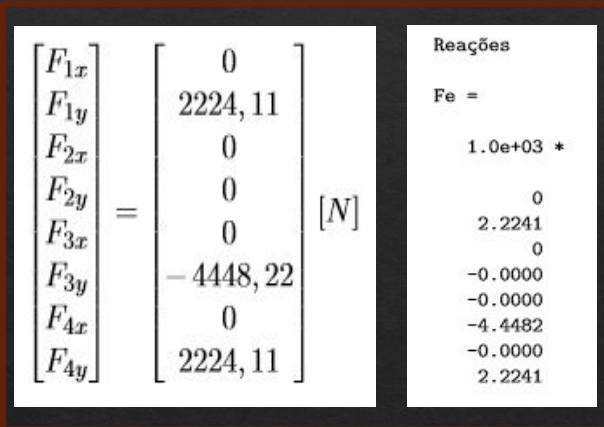 F1x 0
F1y 2224,11
F2x 0
F2y 0
F3x = 0 [N]
F3y −4448,22
F4x 0
F4y 2224,11
Reações
Fe =
1.0e+03 *
0
2.2241
0
-0.0000
-0.0000
-4.4482
-0.0000
2.2241